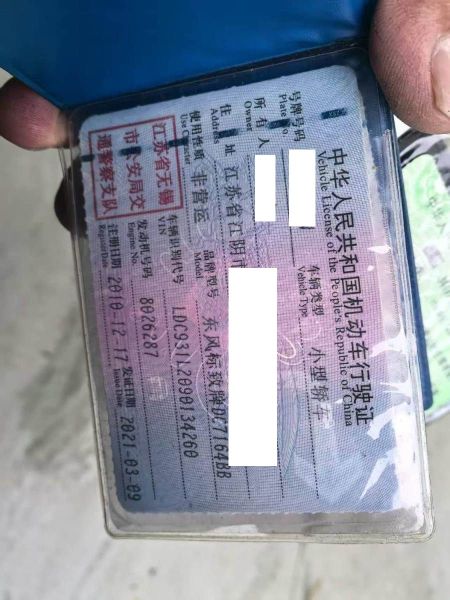 中华人民共和国机动车行驶证
Vehicle License of the People's Republic of China
号牌号码
Plate No.
车辆类型 小型轿车
Vehicle Type
所有人
Owner
住址 江苏省江阴市
Address
使用性质 非营运
Use Character
品牌型号 东风标致牌DC7164BB
Model
江苏省无锡
市公安局交
通警察支队
车辆识别代号 LDC931L2090134260
VIN
发动机号码 8026287
Engine No.
注册日期 2010-12-17 发证日期 2021-03-09
Register Date Issue Date